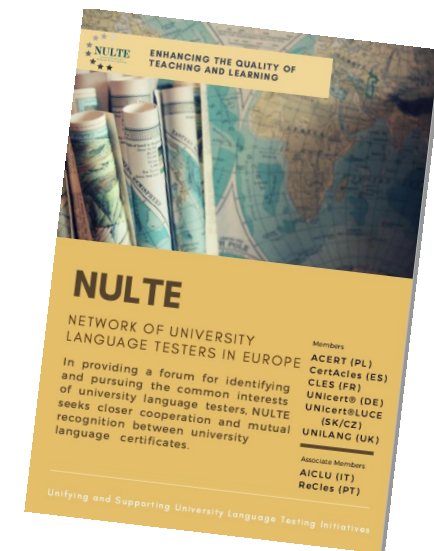 NULTE
ENHANCING THE QUALITY OF
TEACHING AND LEARNING
NULTE
NETWORK OF UNIVERSITY
LANGUAGE TESTERS IN EUROPE
In providing a forum for identifying
and pursuing the common interests
of university language testers, NULTE
seeks closer cooperation and mutual
recognition between university
language certificates.
Members
ACERT (PL)
CertAcles (ES)
CLES (FR)
UNIcert® (DE)
UNIcert®LUCE
(SK/CZ)
UNILANG (UK)
Associate Members
AICLU (IT)
ReCles (PT)
Unifying and Supporting University Language Testing Initiatives